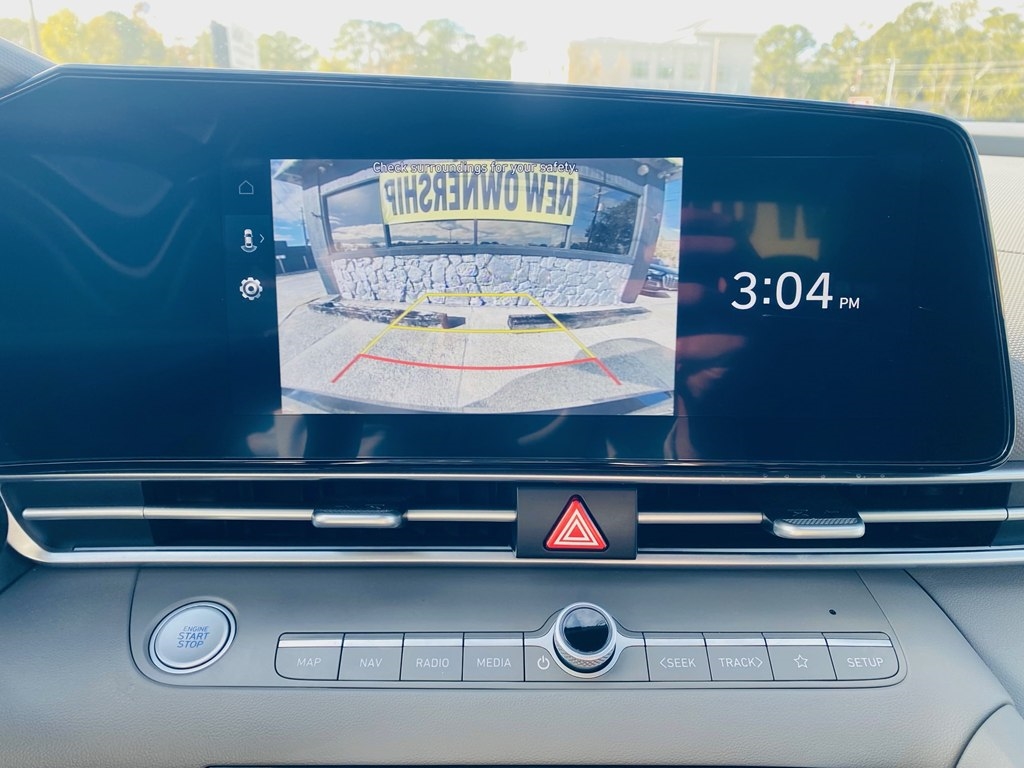 Check surroundings for your safety.
NEW OWNERSHIP
3:04 PM
ENGINE
START
STOP
MAP
NAV
RADIO
MEDIA
<SEEK
TRACK>
SETUP